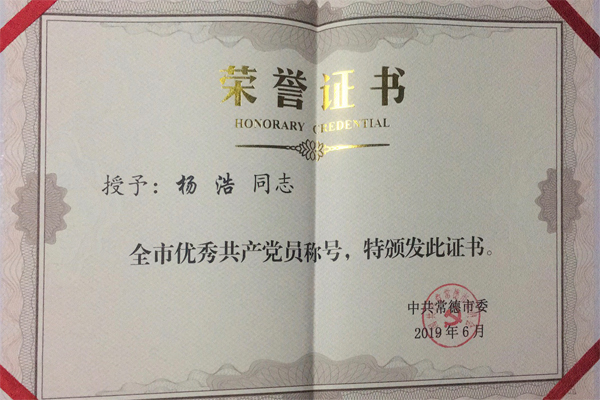 荣誉证书
HONORARY CREDENTIAL
授予：杨浩同志
全市优秀共产党员称号，特颁发此证书。
中共常德市委
2019年6月